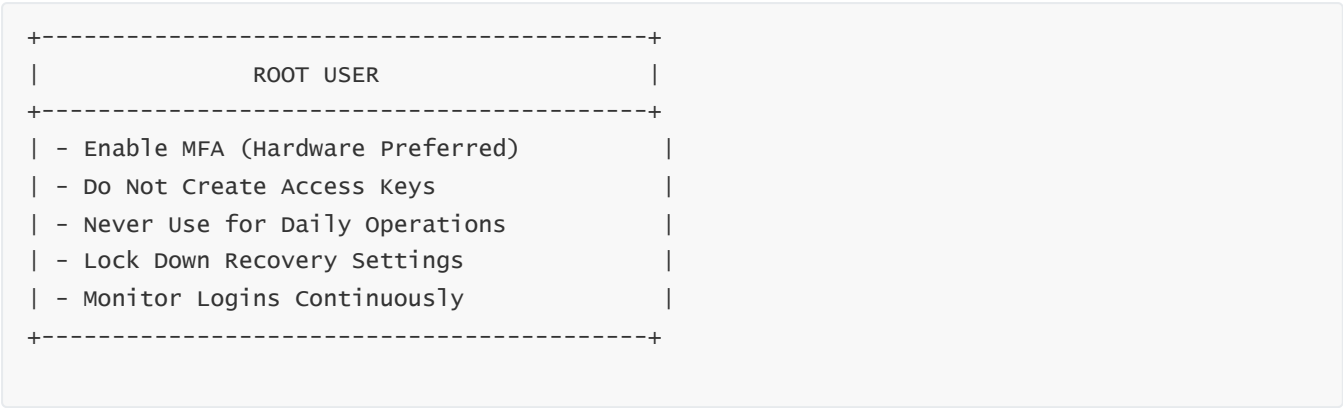 +-------------------------------------------+
|               ROOT USER                   |
+-------------------------------------------+
| - Enable MFA (Hardware Preferred)          |
| - Do Not Create Access Keys                |
| - Never Use for Daily Operations           |
| - Lock Down Recovery Settings              |
| - Monitor Logins Continuously              |
+-------------------------------------------+